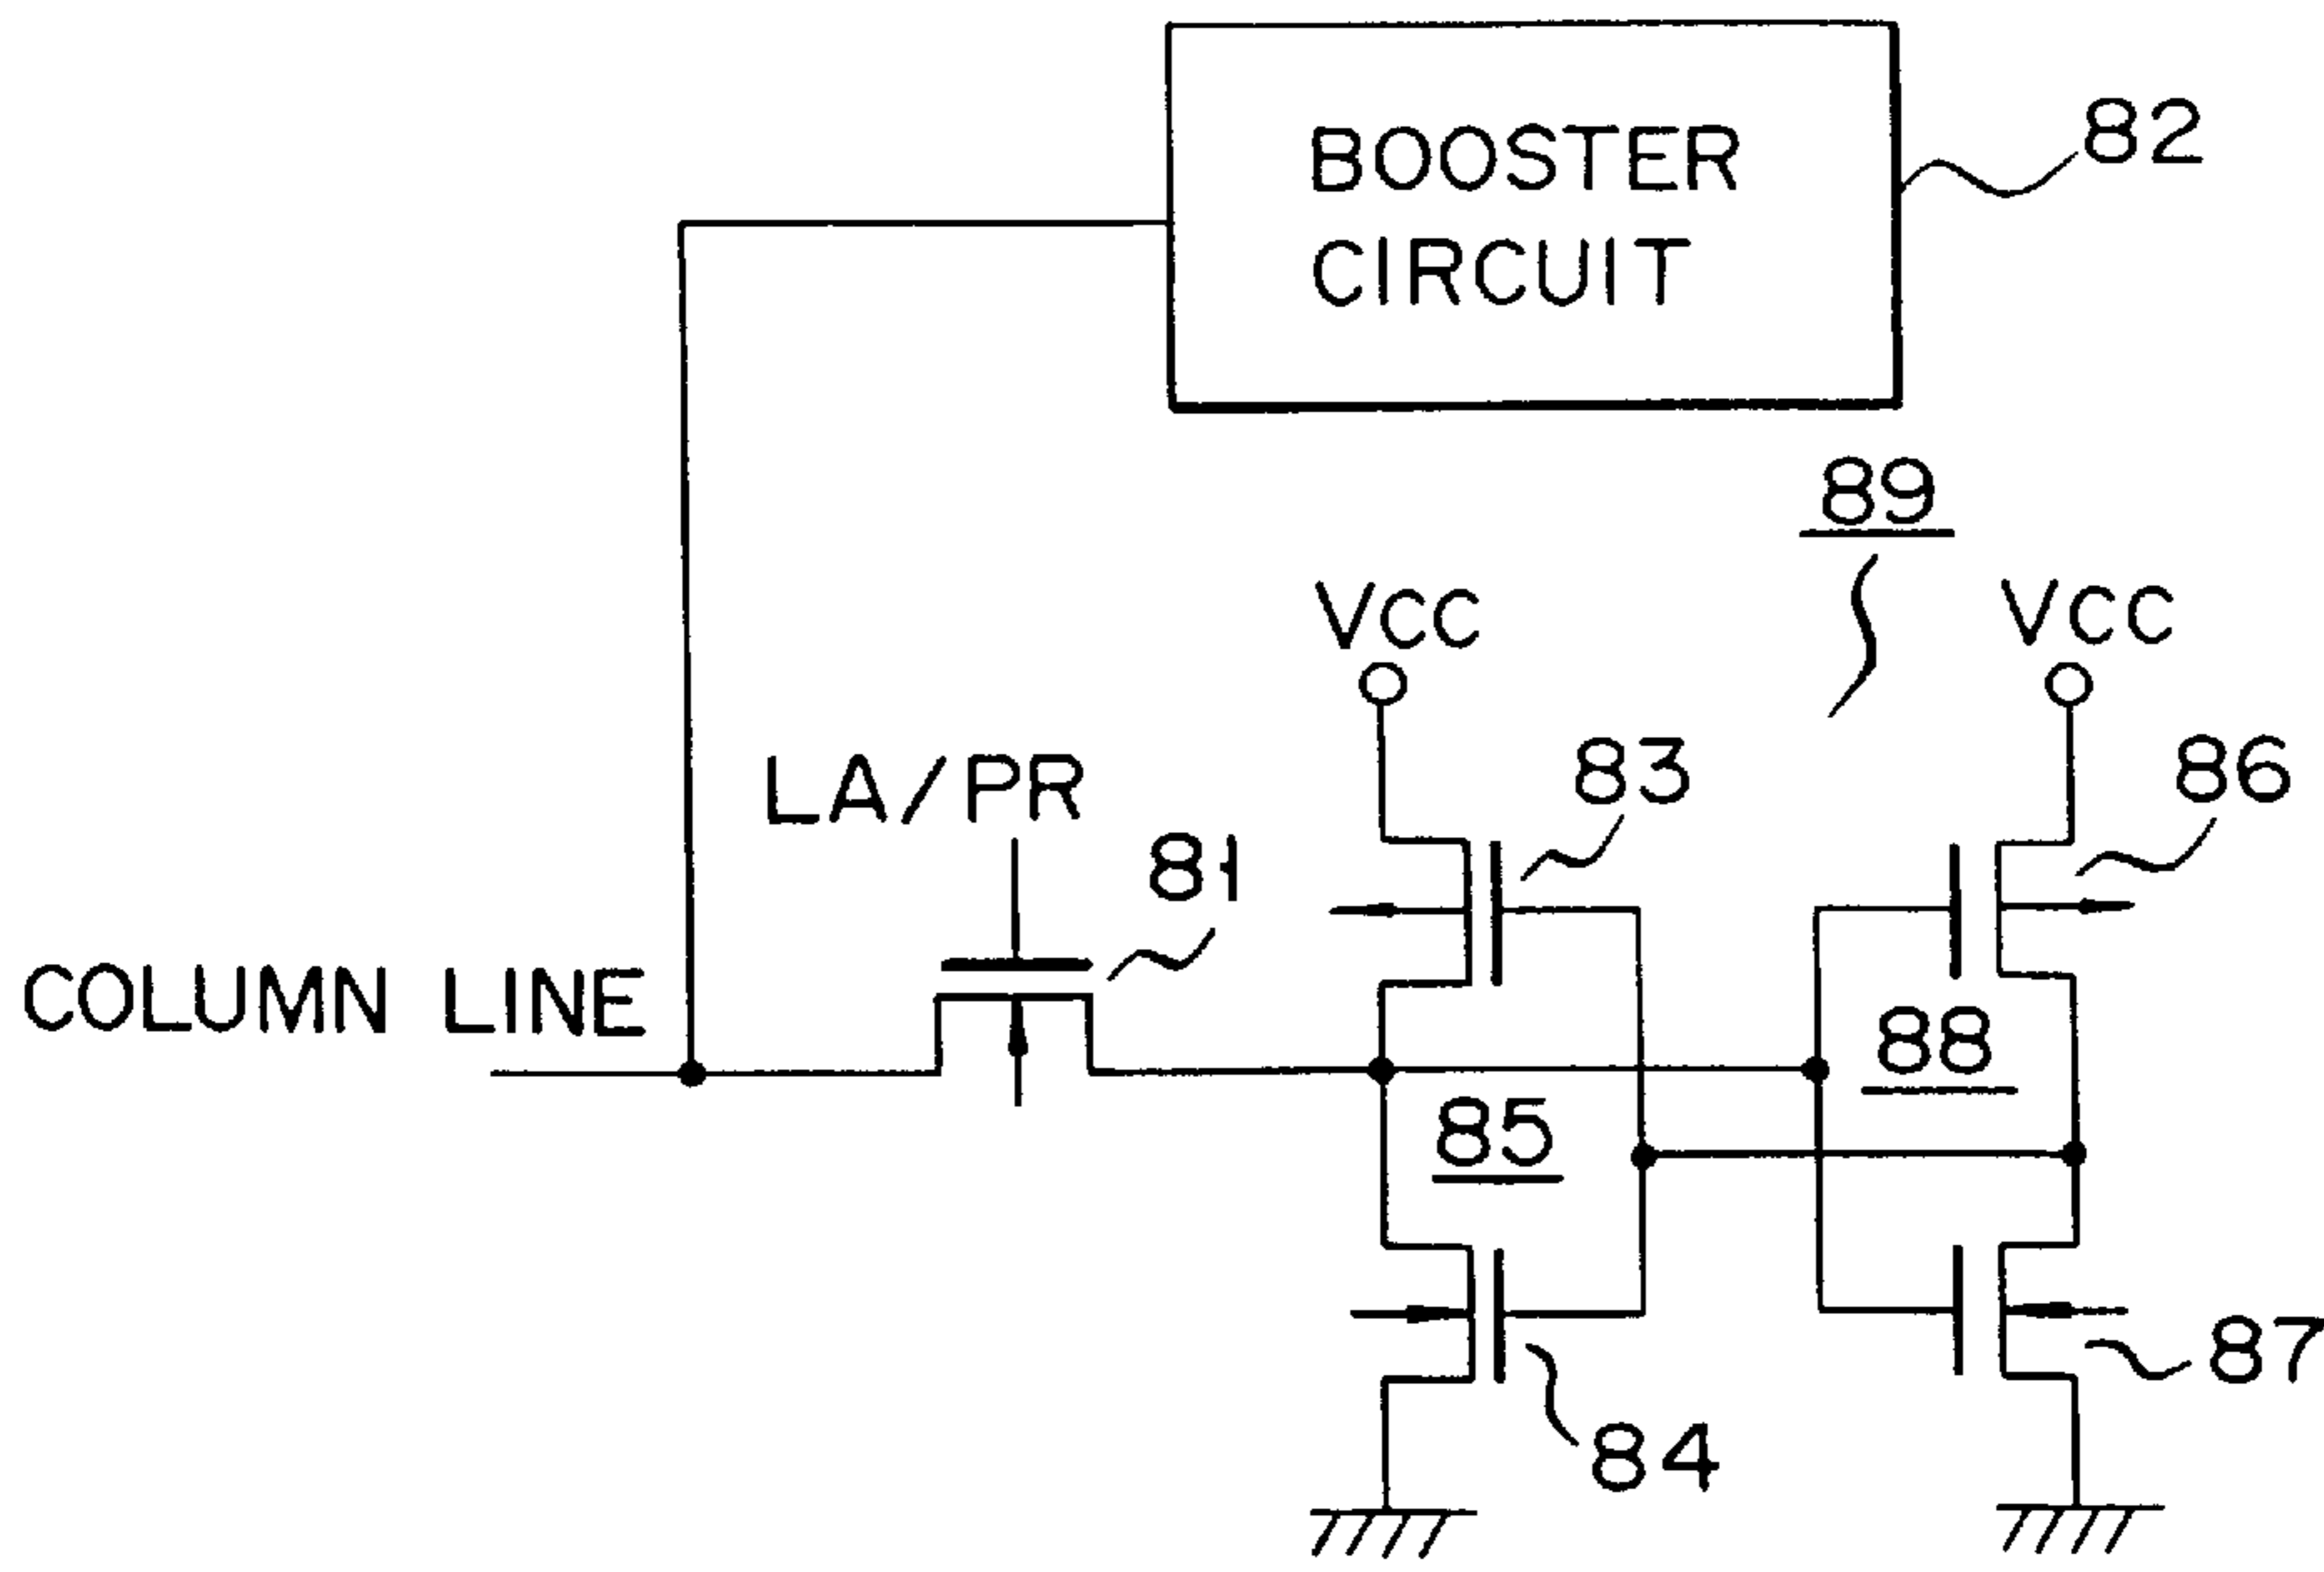 BOOSTER
CIRCUIT
82
89
VCC
VCC
LA/PR
83
86
81
COLUMN LINE
88
85
87
84